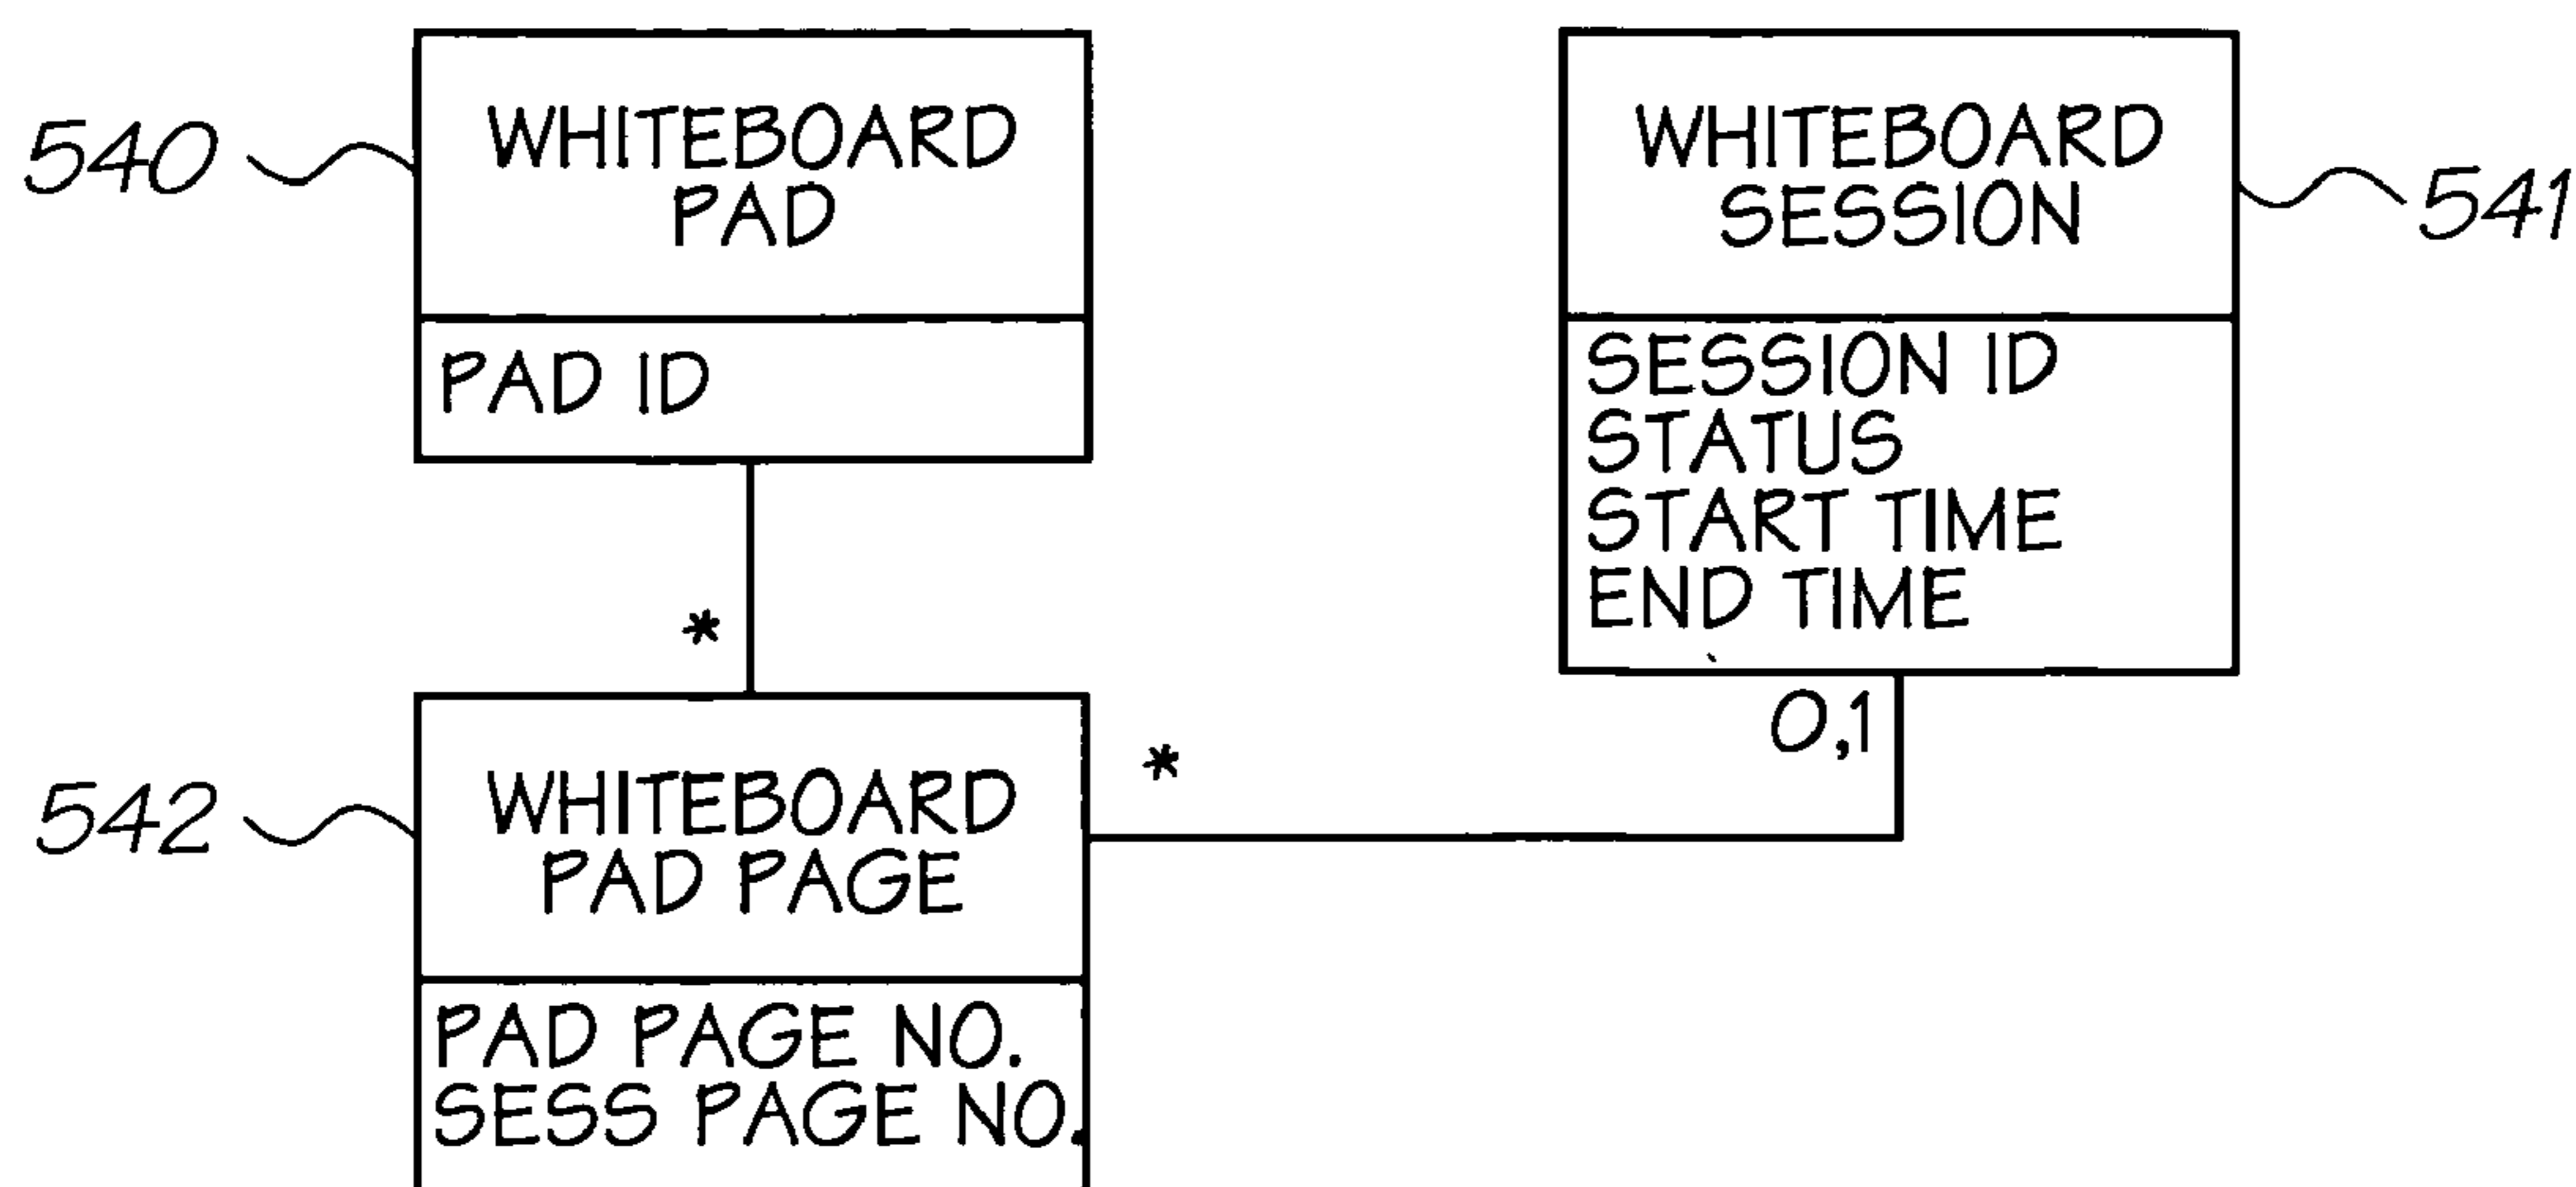 540
WHITEBOARD
PAD
PAD ID
WHITEBOARD
SESSION
541
SESSION ID
STATUS
START TIME
END TIME
*
0,1
*
542
WHITEBOARD
PAD PAGE
PAD PAGE NO.
SESS PAGE NO.